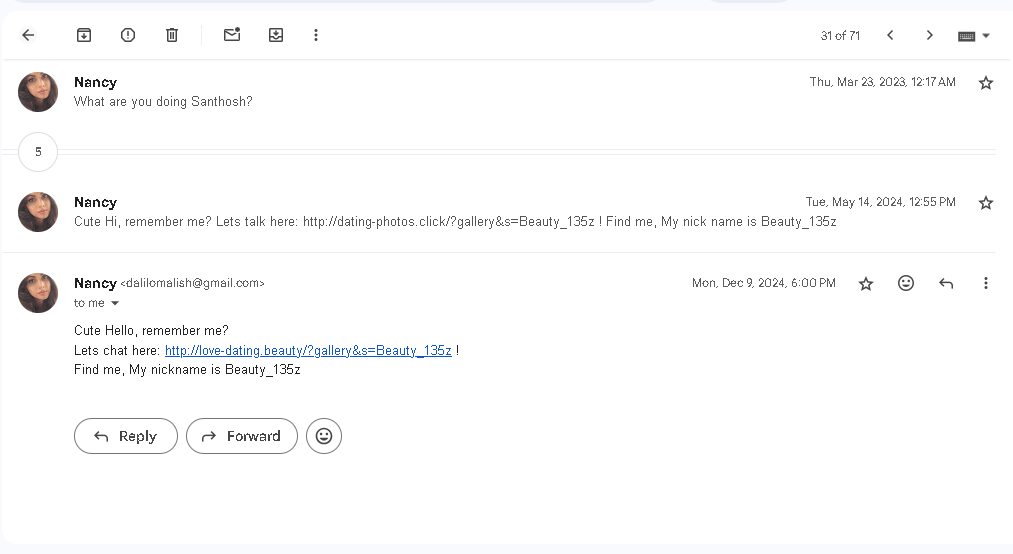 31 of 71
Nancy
Thu, Mar 23, 2023, 12:17 AM
What are you doing Santhosh?
5
Nancy
Tue, May 14, 2024, 12:55 PM
Cute Hi, remember me? Lets talk here: http://dating-photos.click/?gallery&s=Beauty_135z ! Find me, My nick name is Beauty_135z
Nancy <dalilomalish@gmail.com>
Mon, Dec 9, 2024, 6:00 PM
to me
Cute Hello, remember me?
Lets chat here: http://love-dating.beauty/?gallery&s=Beauty_135z !
Find me, My nickname is Beauty_135z
Reply
Forward